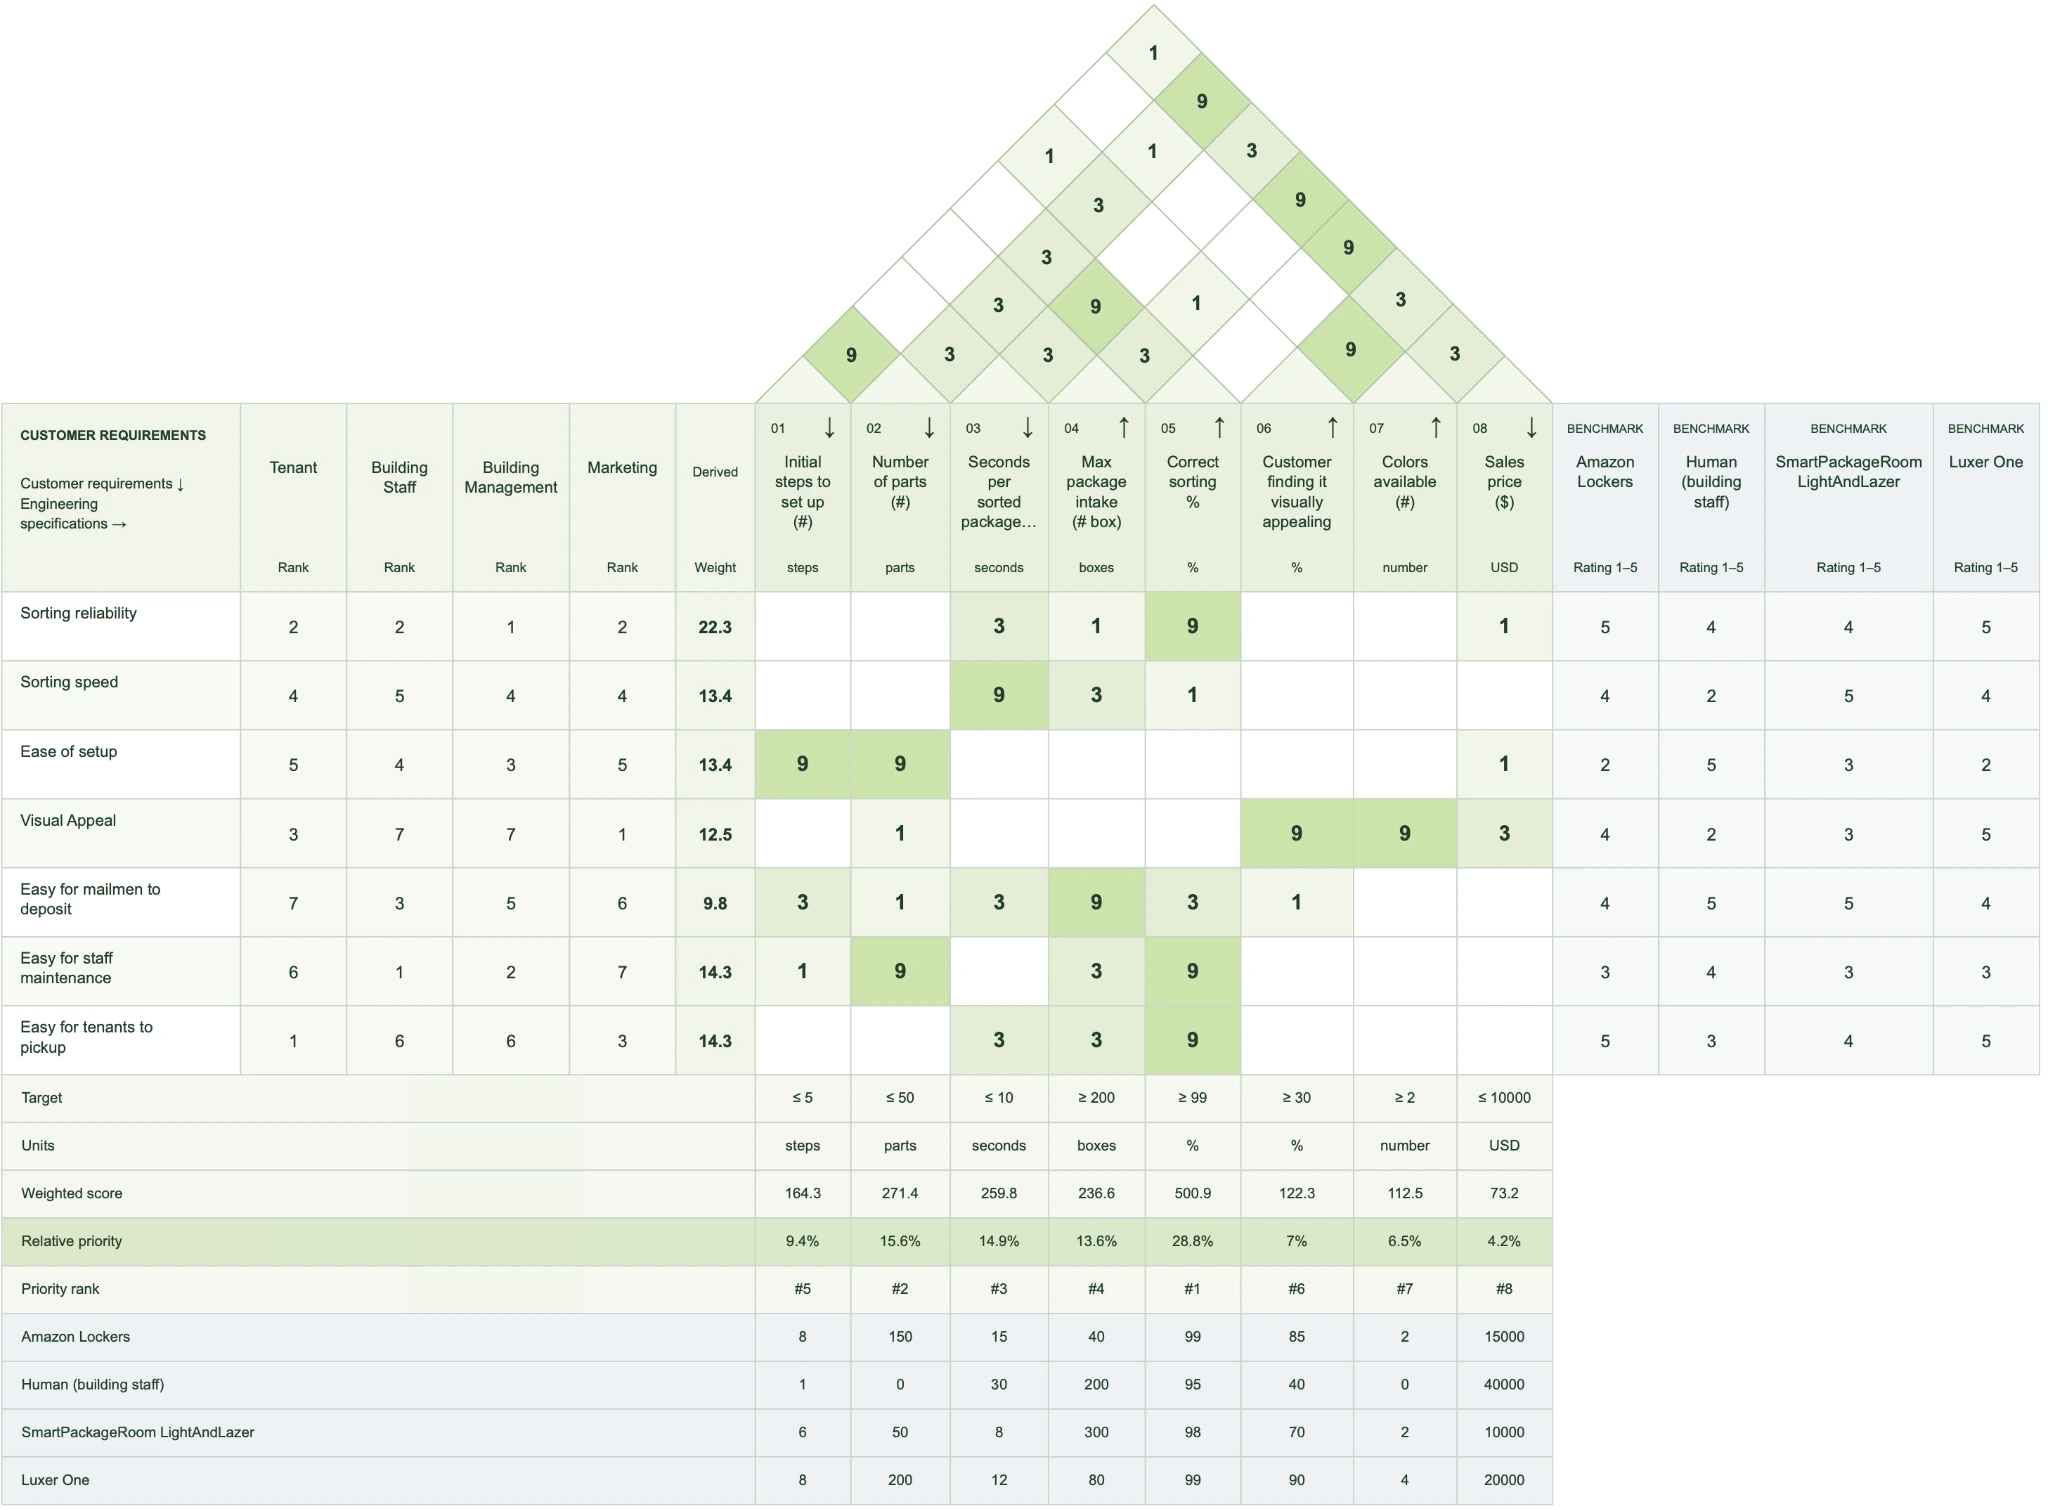 1
9
1
1
3
3
9
3
9
3
9
1
3
9
3
3
3
9
3
CUSTOMER REQUIREMENTS
Customer requirements ↓
Engineering
specifications →
Tenant
Rank
Building
Staff
Rank
Building
Management
Rank
Marketing
Rank
Derived
Weight
01 ↓
Initial
steps to
set up
(#)
steps
02 ↓
Number
of parts
(#)
parts
03 ↓
Seconds
per
sorted
package...
seconds
04 ↑
Max
package
intake
(# box)
boxes
05 ↑
Correct
sorting
%
%
06 ↑
Customer
finding it
visually
appealing
%
07 ↑
Colors
available
(#)
number
08 ↓
Sales
price
($)
USD
BENCHMARK
Amazon
Lockers
Rating 1–5
BENCHMARK
Human
(building
staff)
Rating 1–5
BENCHMARK
SmartPackageRoom
LightAndLazer
Rating 1–5
BENCHMARK
Luxer One
Rating 1–5
Sorting reliability 2 2 1 2 22.3 3 1 9 1 5 4 4 5
Sorting speed 4 5 4 4 13.4 9 3 1 4 2 5 4
Ease of setup 5 4 3 5 13.4 9 9 1 2 5 3 2
Visual Appeal 3 7 7 1 12.5 1 9 9 3 4 2 3 5
Easy for mailmen to
deposit 7 3 5 6 9.8 3 1 3 9 3 1 4 5 5 4
Easy for staff
maintenance 6 1 2 7 14.3 1 9 3 9 3 4 3 3
Easy for tenants to
pickup 1 6 6 3 14.3 3 3 9 5 3 4 5
Target ≤ 5 ≤ 50 ≤ 10 ≥ 200 ≥ 99 ≥ 30 ≥ 2 ≤ 10000
Units steps parts seconds boxes % % number USD
Weighted score 164.3 271.4 259.8 236.6 500.9 122.3 112.5 73.2
Relative priority 9.4% 15.6% 14.9% 13.6% 28.8% 7% 6.5% 4.2%
Priority rank #5 #2 #3 #4 #1 #6 #7 #8
Amazon Lockers 8 150 15 40 99 85 2 15000
Human (building staff) 1 0 30 200 95 40 0 40000
SmartPackageRoom LightAndLazer 6 50 8 300 98 70 2 10000
Luxer One 8 200 12 80 99 90 4 20000